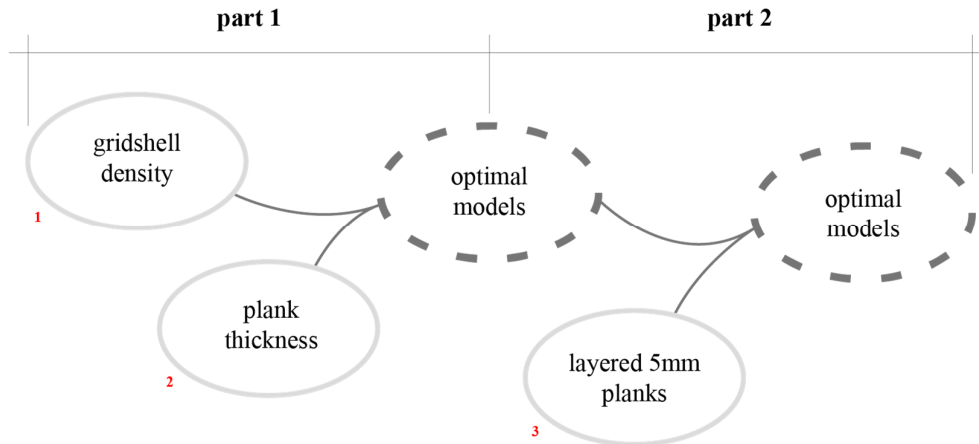 part 1
part 2
gridshell
density
1
optimal
models
optimal
models
plank
thickness
2
layered 5mm
planks
3